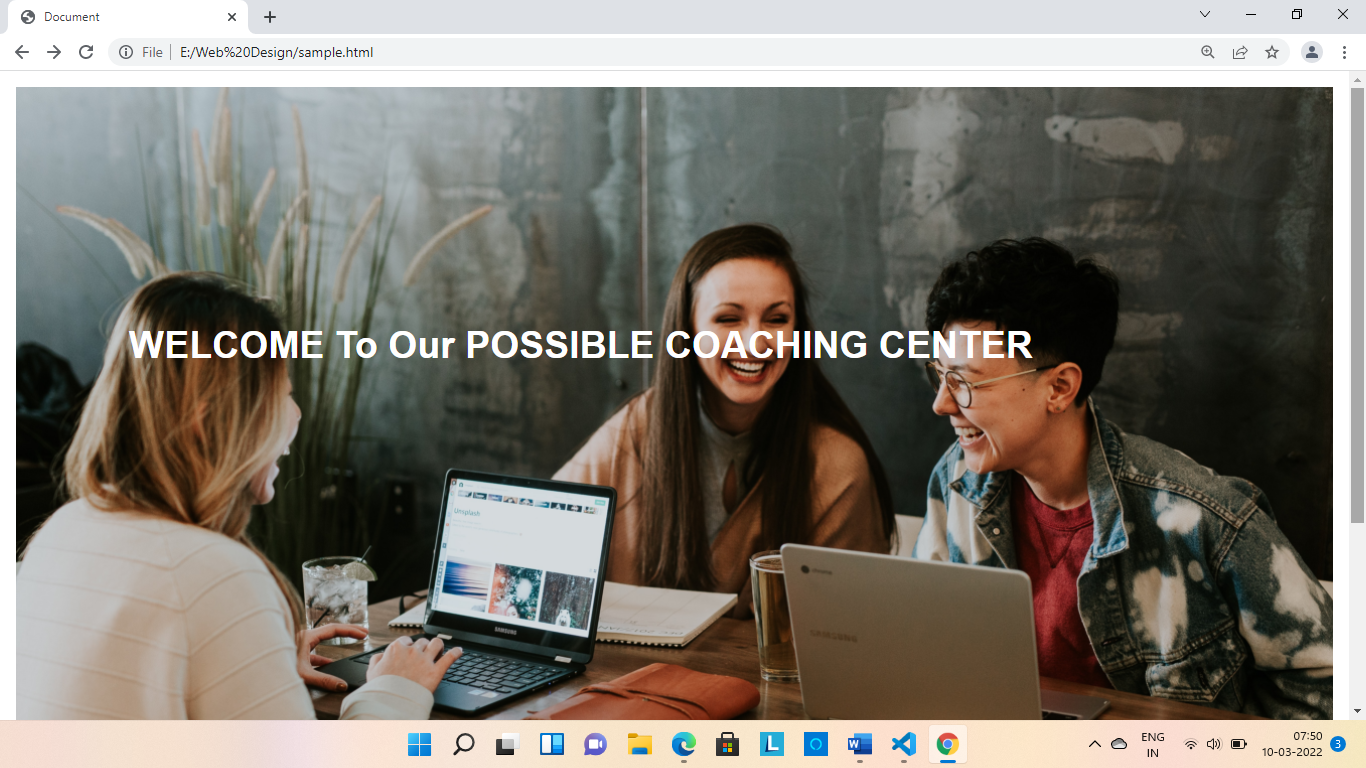 Document
File
E:/Web%20Design/sample.html
WELCOME To Our POSSIBLE COACHING CENTER
Unsplash
SAMSUNG
SAMSUNG
L
W
ENG
IN
07:50
10-03-2022
3